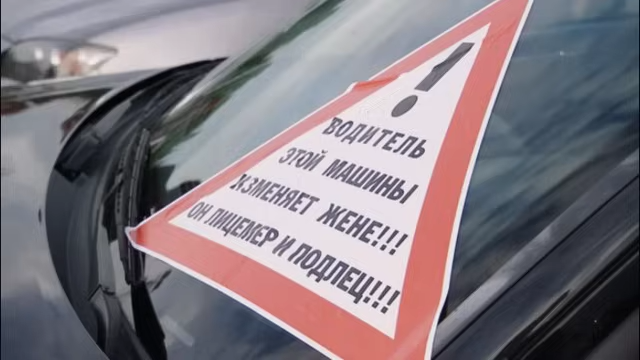 !
ВОДИТЕЛЬ
ЭТОЙ МАШИНЫ
ИЗМЕНЯЕТ ЖЕНЕ!!!
ОН ЛИЦЕМЕР И ПОДЛЕЦ!!!